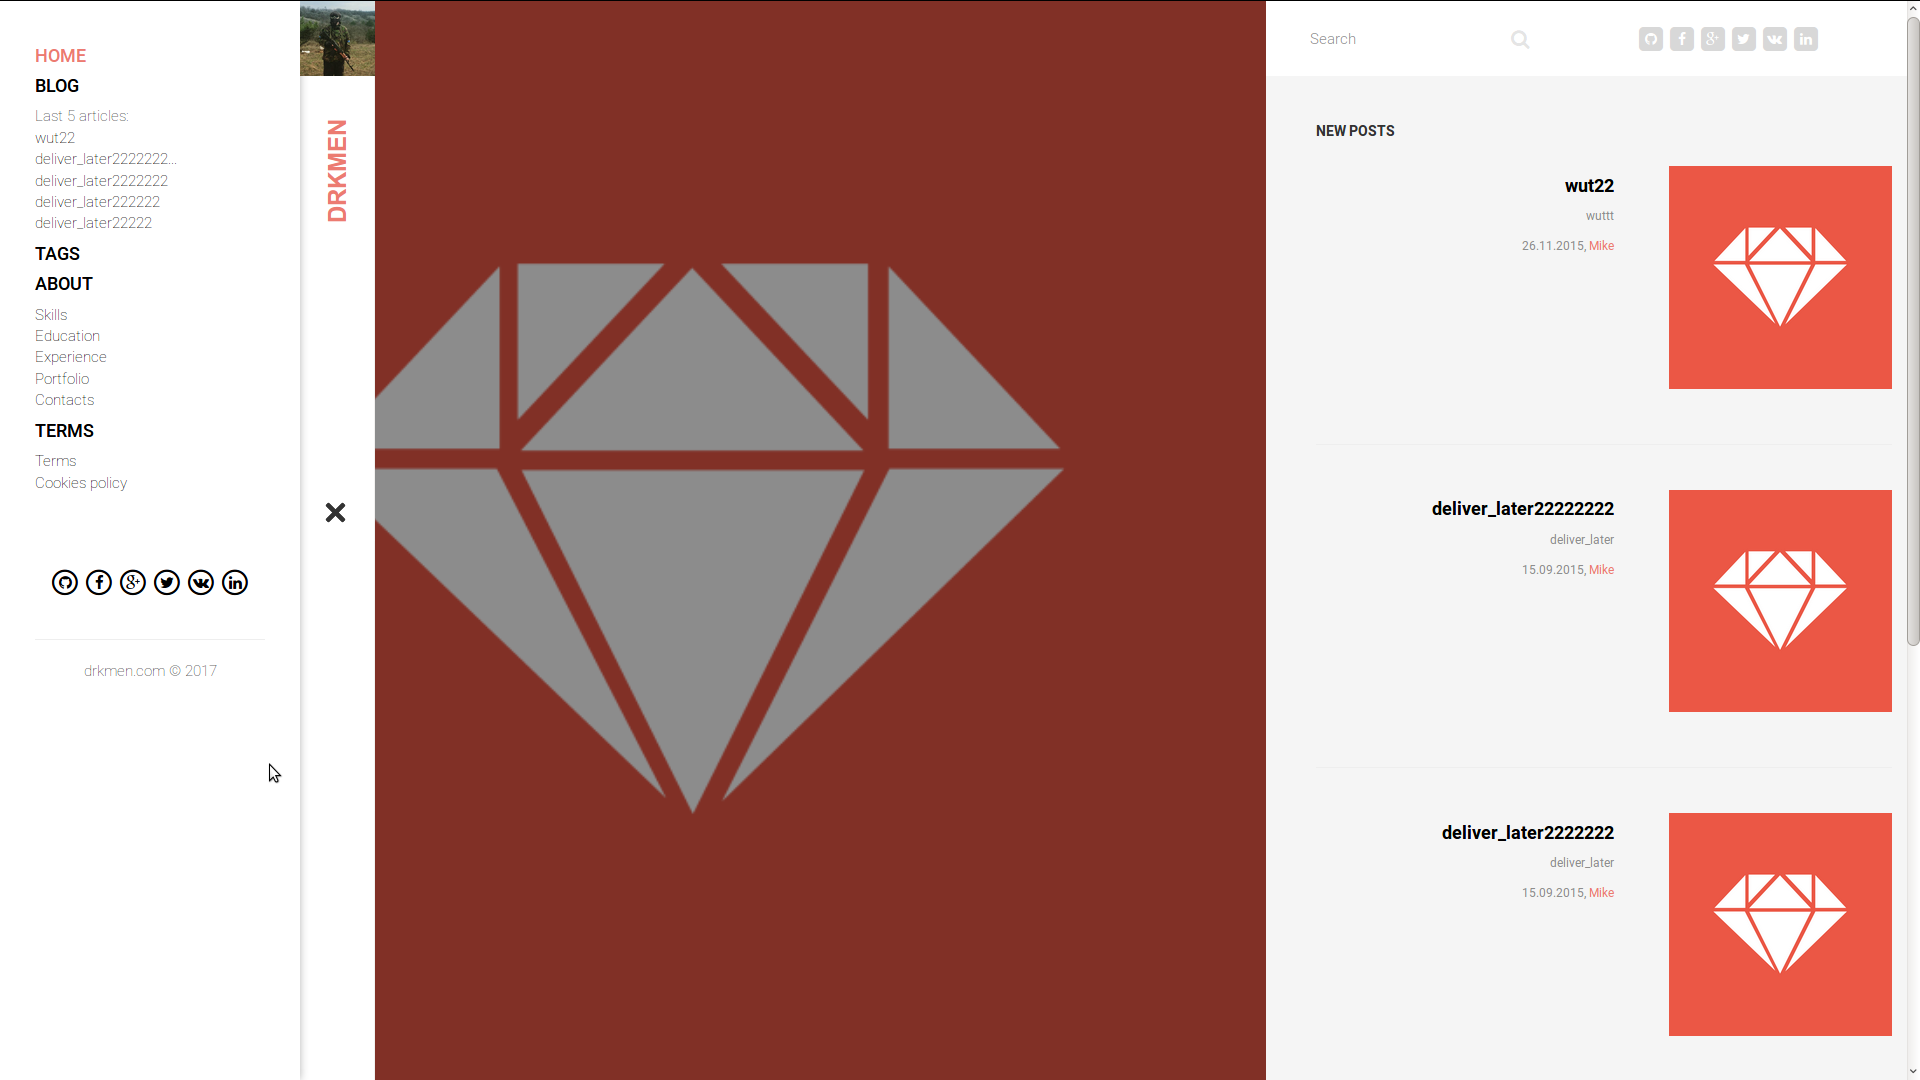 HOME
BLOG
Last 5 articles:
wut22
deliver_later2222222...
deliver_later2222222
deliver_later222222
deliver_later22222
TAGS
ABOUT
Skills
Education
Experience
Portfolio
Contacts
TERMS
Terms
Cookies policy
drkmen.com © 2017
DRKMEN
Search
NEW POSTS
wut22
wuttt
26.11.2015, Mike
deliver_later22222222
deliver_later
15.09.2015, Mike
deliver_later2222222
deliver_later
15.09.2015, Mike